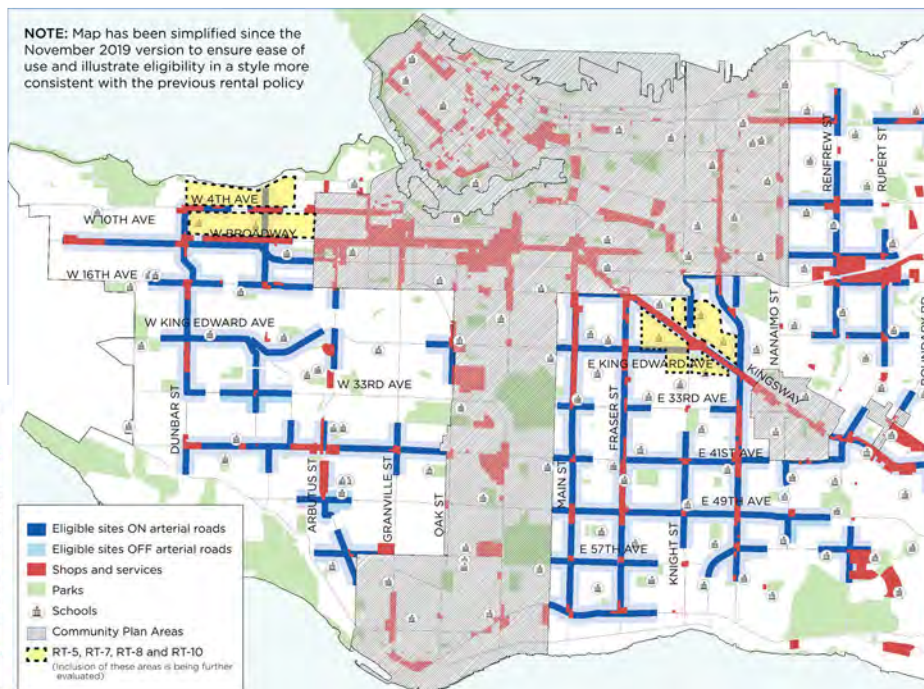 NOTE: Map has been simplified since the
November 2019 version to ensure ease of
use and illustrate eligibility in a style more
consistent with the previous rental policy
RENFREW ST
RUPERT ST
W 4TH AVE
W 10TH AVE
W BROADWAY
W 16TH AVE
NANAIMO ST
W KING EDWARD AVE
E KING EDWARD AVE
KINGSWAY
W 33RD AVE
E 33RD AVE
DUNBAR ST
FRASER ST
ARBUTUS ST
GRANVILLE ST
OAK ST
MAIN ST
E 41ST AVE
E 49TH AVE
KNIGHT ST
E 57TH AVE
Eligible sites ON arterial roads
Eligible sites OFF arterial roads
Shops and services
Parks
Schools
Community Plan Areas
RT-5, RT-7, RT-8 and RT-10
(Inclusion of these areas is being further
evaluated)